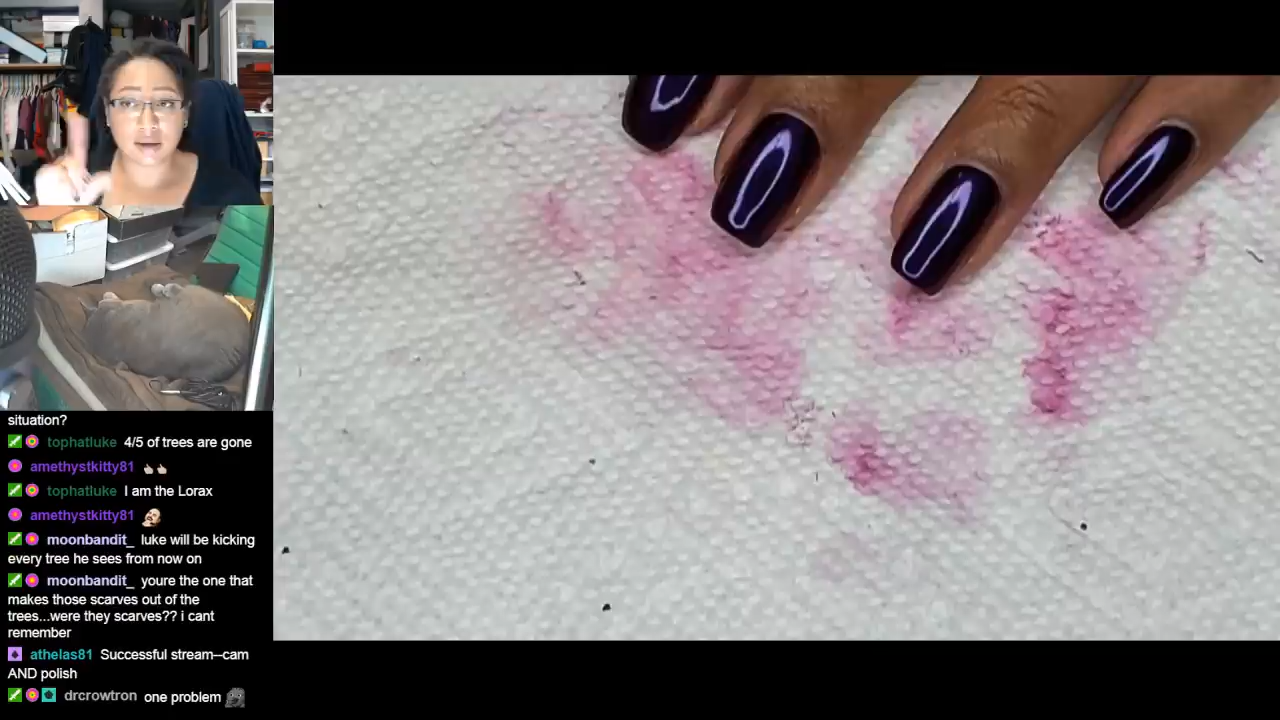 situation?
tophatluke 4/5 of trees are gone
amethystkitty81
tophatluke I am the Lorax
amethystkitty81
moonbandit_ luke will be kicking
every tree he sees from now on
moonbandit_ youre the one that
makes those scarves out of the
trees...were they scarves?? i cant
remember
athelas81 Successful stream--cam
AND polish
drcrowtron one problem